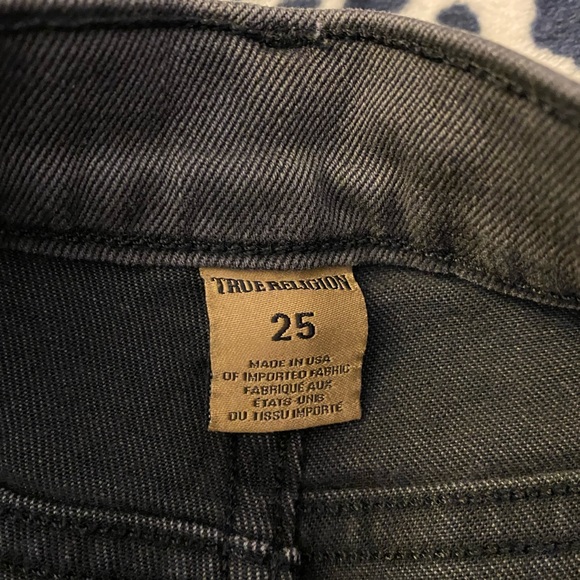 TRUE RELIGION
25
MADE IN USA
OF IMPORTED FABRIC
FABRIQUÉ AUX
ÉTATS-UNIS
DU TISSU IMPORTÉ